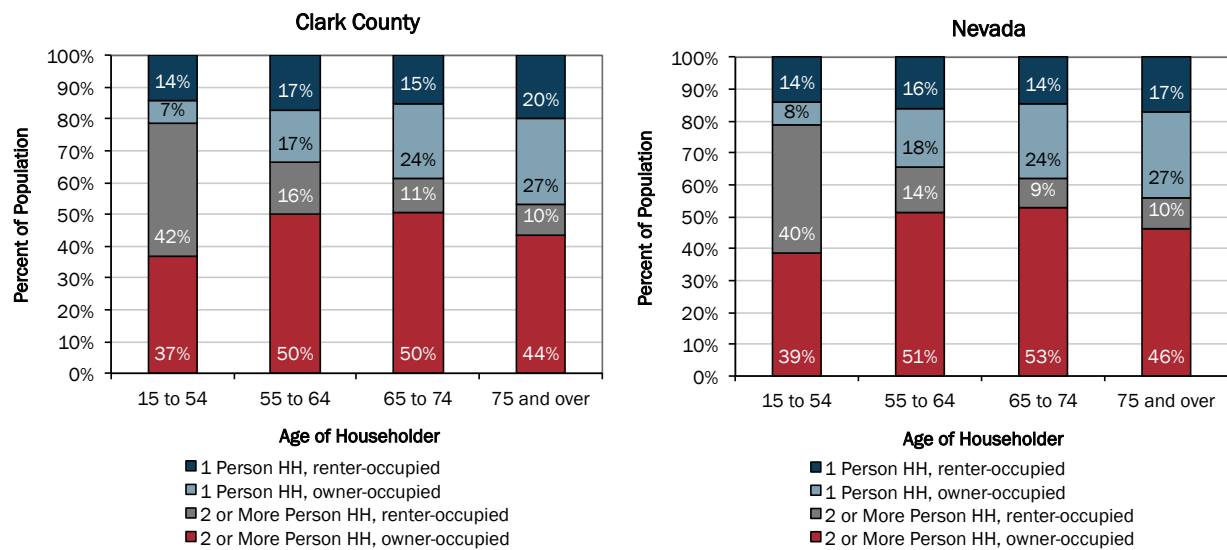 Clark County
100%
90%
80%
70%
60%
50%
40%
30%
20%
10%
0%
Percent of Population
14%
7%
42%
37%
17%
17%
16%
50%
15%
24%
11%
50%
20%
27%
10%
44%
15 to 54
55 to 64
65 to 74
75 and over
Age of Householder
1 Person HH, renter-occupied
1 Person HH, owner-occupied
2 or More Person HH, renter-occupied
2 or More Person HH, owner-occupied
Nevada
100%
90%
80%
70%
60%
50%
40%
30%
20%
10%
0%
Percent of Population
14%
8%
40%
39%
16%
18%
14%
51%
14%
24%
9%
53%
17%
27%
10%
46%
15 to 54
55 to 64
65 to 74
75 and over
Age of Householder
1 Person HH, renter-occupied
1 Person HH, owner-occupied
2 or More Person HH, renter-occupied
2 or More Person HH, owner-occupied